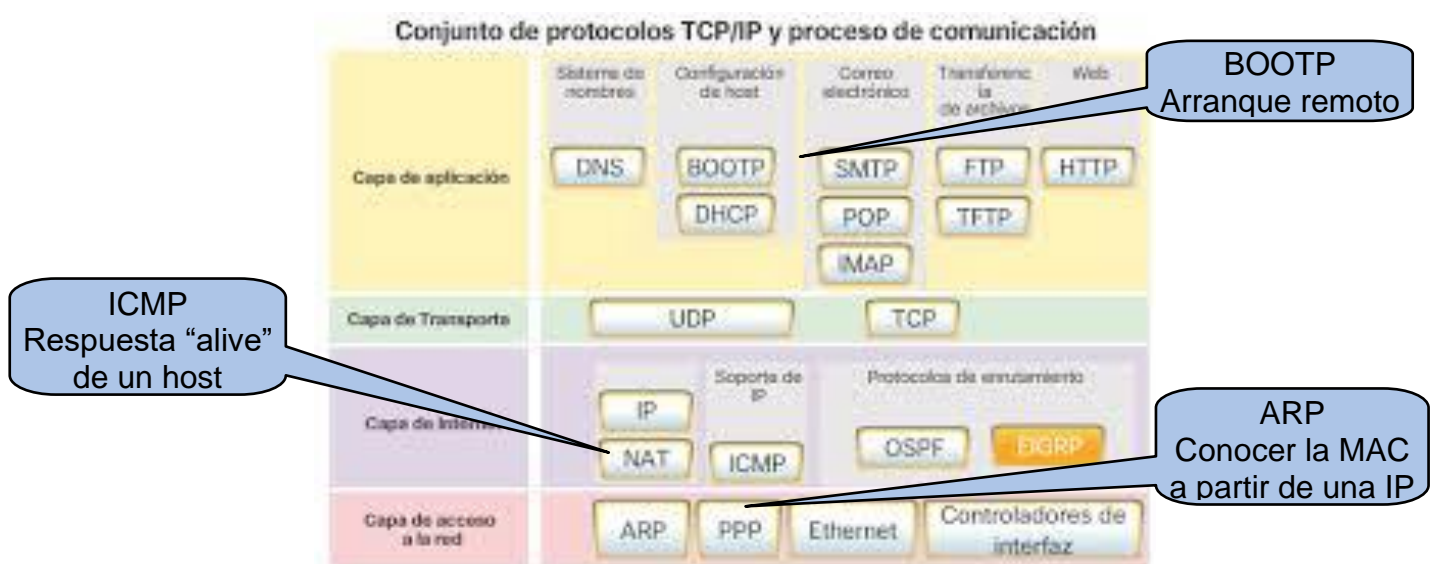 Conjunto de protocolos TCP/IP y proceso de comunicación
BOOTP
Arranque remoto
Sistema de
nombres
Configuración
de host
Correo
electrónico
Transferenc
ia
de archivos
Web
Capa de aplicación
DNS
BOOTP
DHCP
SMTP
POP
IMAP
FTP
TFTP
HTTP
ICMP
Respuesta “alive”
de un host
Capa de Transporte
UDP
TCP
Capa de Internet
IP
NAT
Soporte de
IP
ICMP
Protocolos de enrutamiento
OSPF
EIGRP
ARP
Conocer la MAC
a partir de una IP
Capa de acceso
a la red
ARP
PPP
Ethernet
Controladores de
interfaz